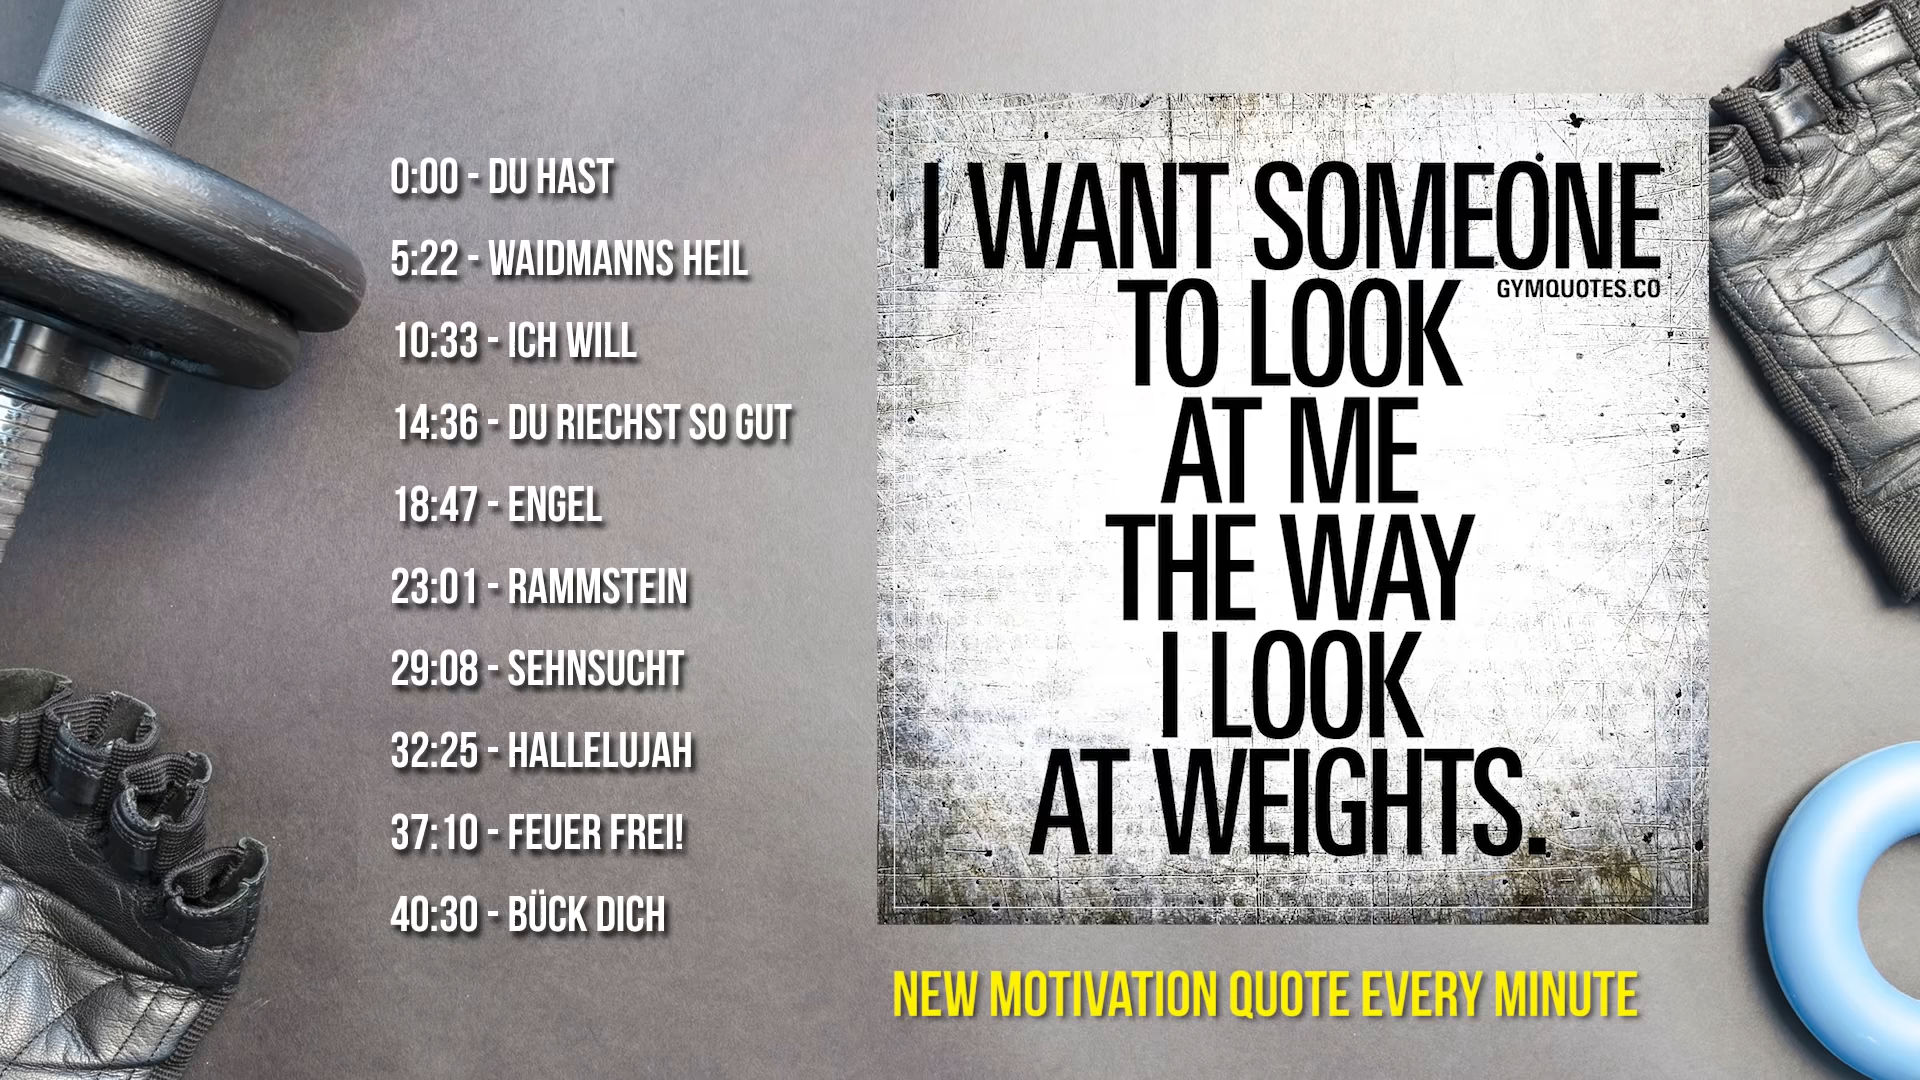 0:00 - DU HAST
5:22 - WAIDMANNS HEIL
10:33 - ICH WILL
14:36 - DU RIECHST SO GUT
18:47 - ENGEL
23:01 - RAMMSTEIN
29:08 - SEHNSUCHT
32:25 - HALLELUJAH
37:10 - FEUER FREI!
40:30 - BÜCK DICH
I WANT SOMEONE
GYMQUOTES.CO
TO LOOK
AT ME
THE WAY
I LOOK
AT WEIGHTS.
NEW MOTIVATION QUOTE EVERY MINUTE